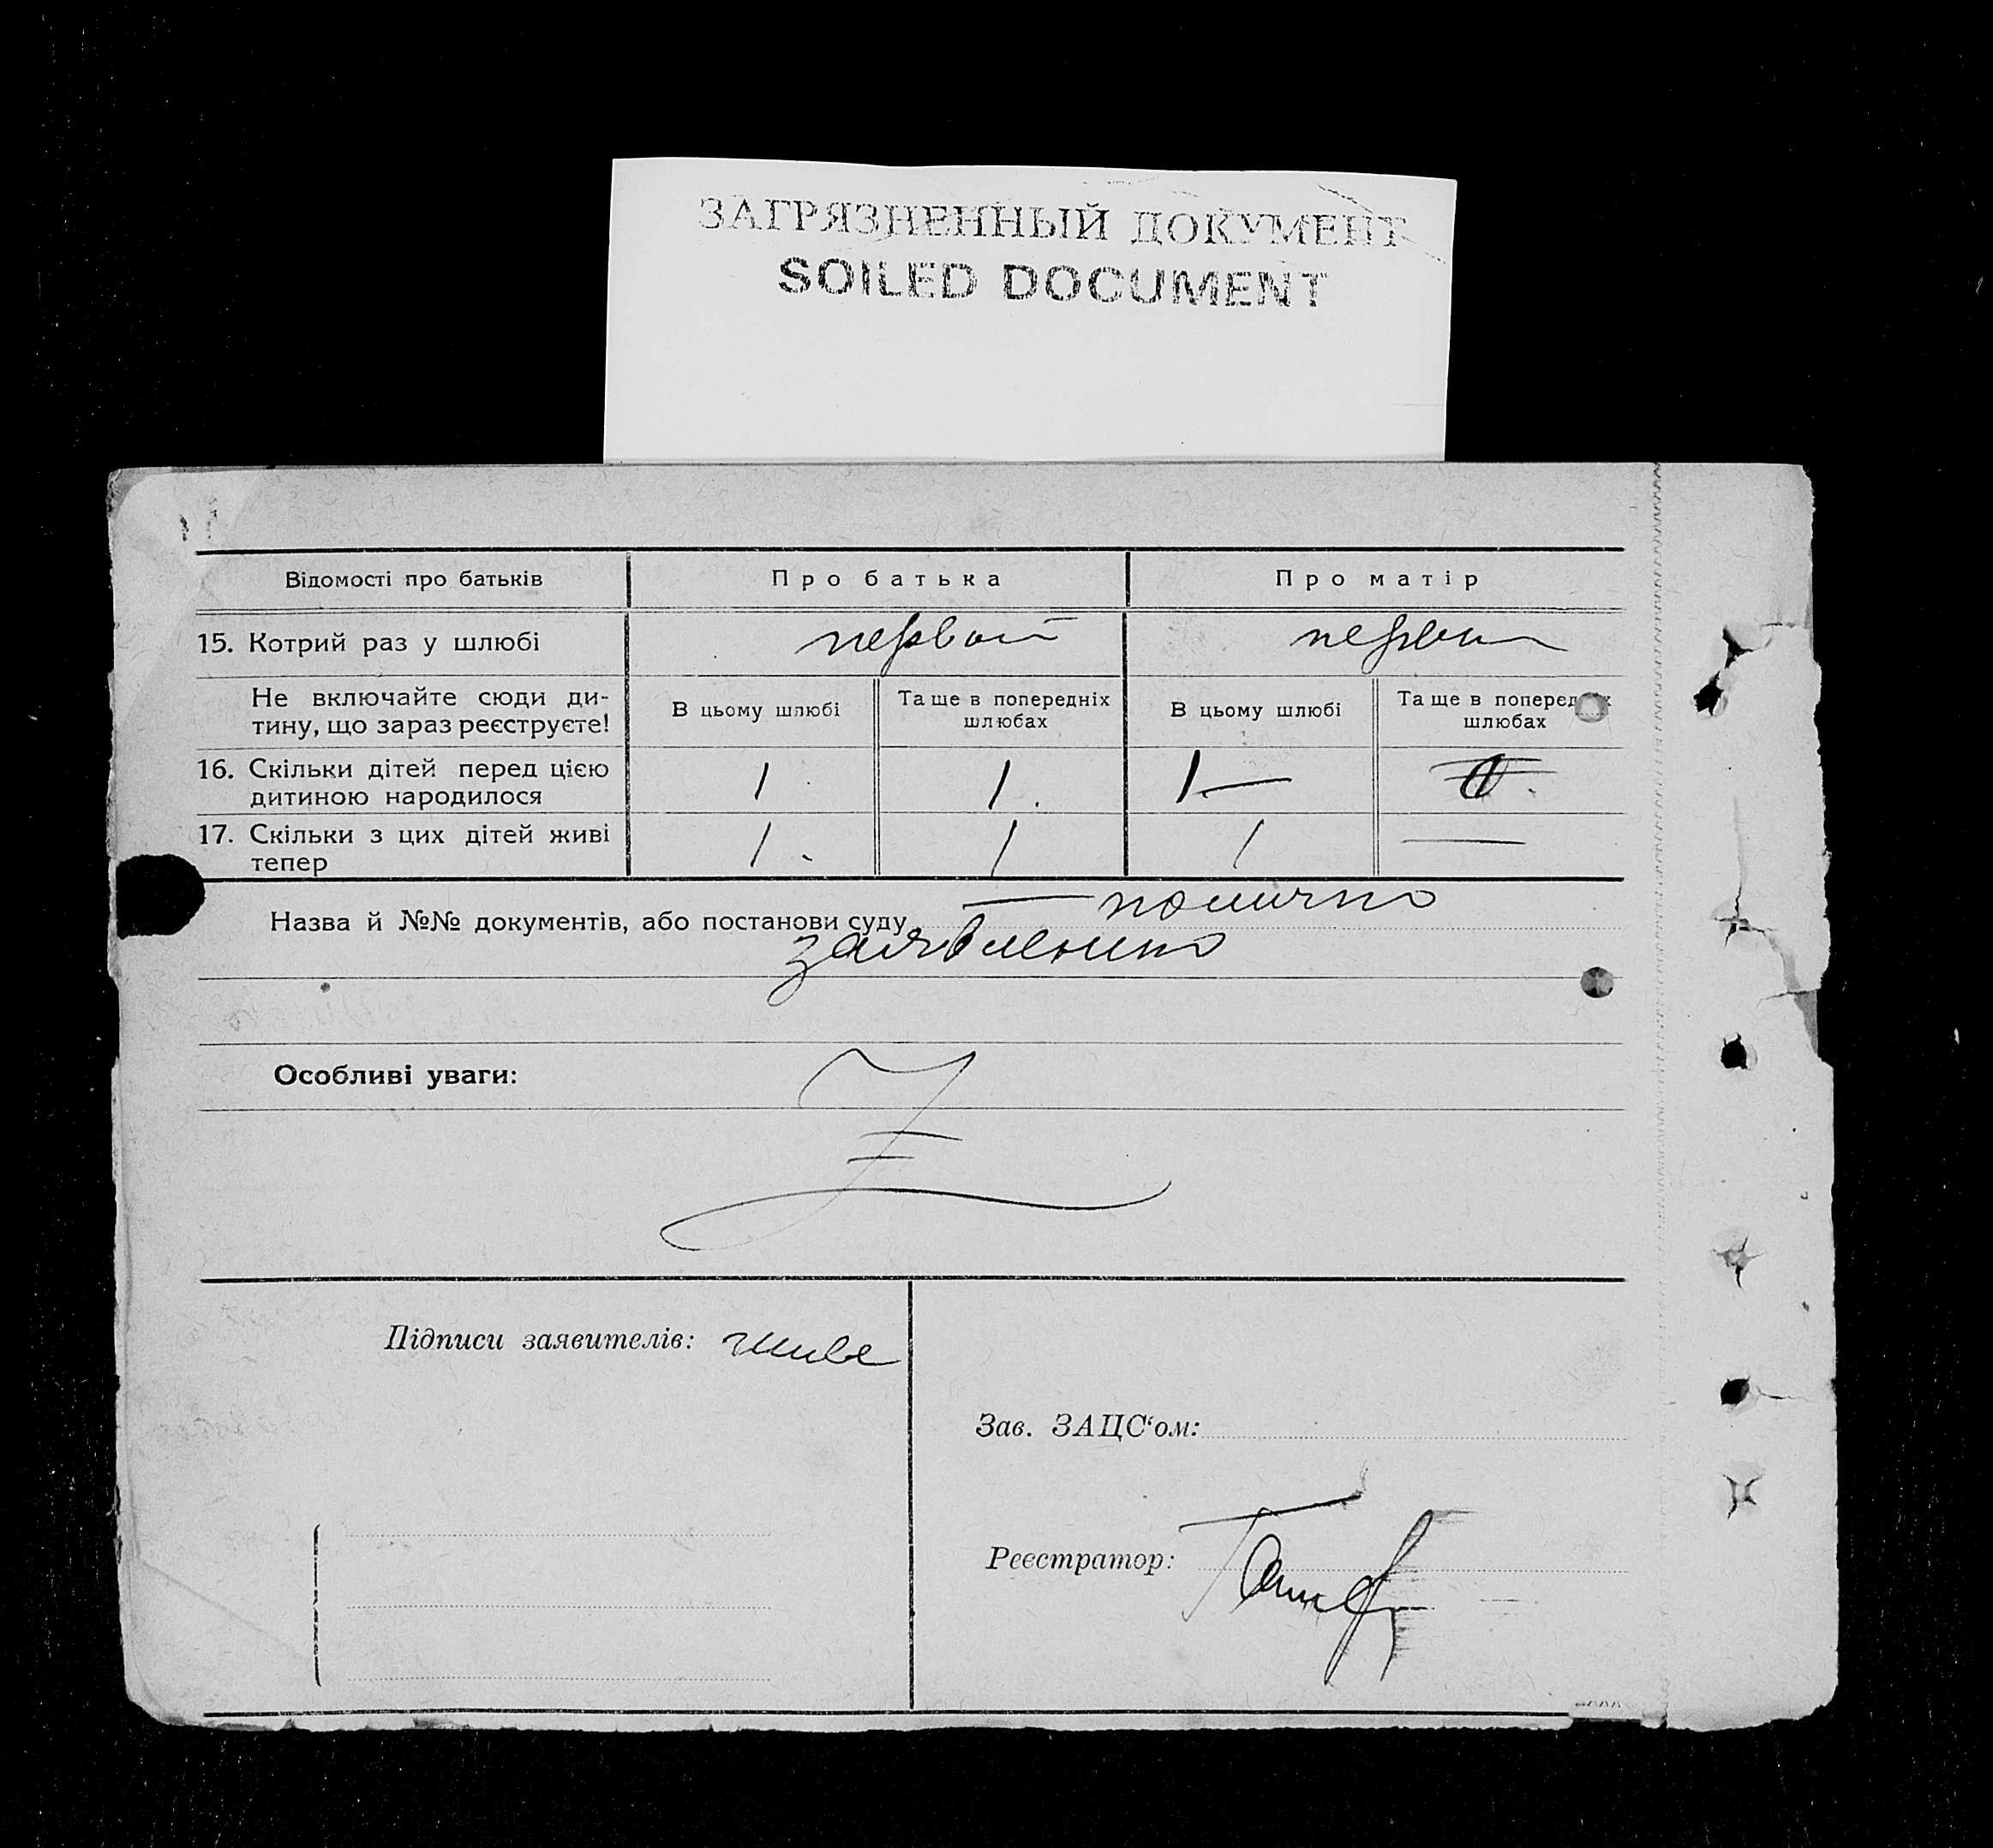 ЗАГРЯЗНЕННЫЙ ДОКУМЕНТ
SOILED DOCUMENT
Відомості про батьків Про батька Про матір
15. Котрий раз у шлюбі первой
Не включайте сюди ди-
тину, що зараз реєструєте!
В цьому шлюбі Та ще в попередніх
шлюбах
В цьому шлюбі Та ще в попередніх
шлюбах
16. Скільки дітей перед цією
дитиною народилося
1 1. 1—
17. Скільки з цих дітей живі
тепер
1. 1 1 —
Назва й №№ документів, або постанови суду
Особливі уваги:
Підписи заявителів:
Зав. ЗАЦС‘ом:
Реєстратор: